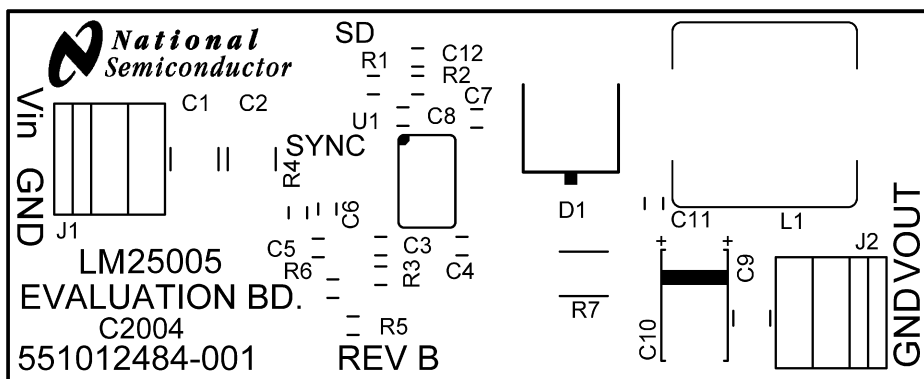 National
Semiconductor
SD
R1
C12
R2
C7
C8
U1
Vin
C1
C2
SYNC
R4
GND
J1
C6
D1
C11
L1
C5
C3
R6
R3
C4
J2
C9
GND VOUT
LM25005
EVALUATION BD.
R7
C2004
R5
C10
551012484-001
REV B